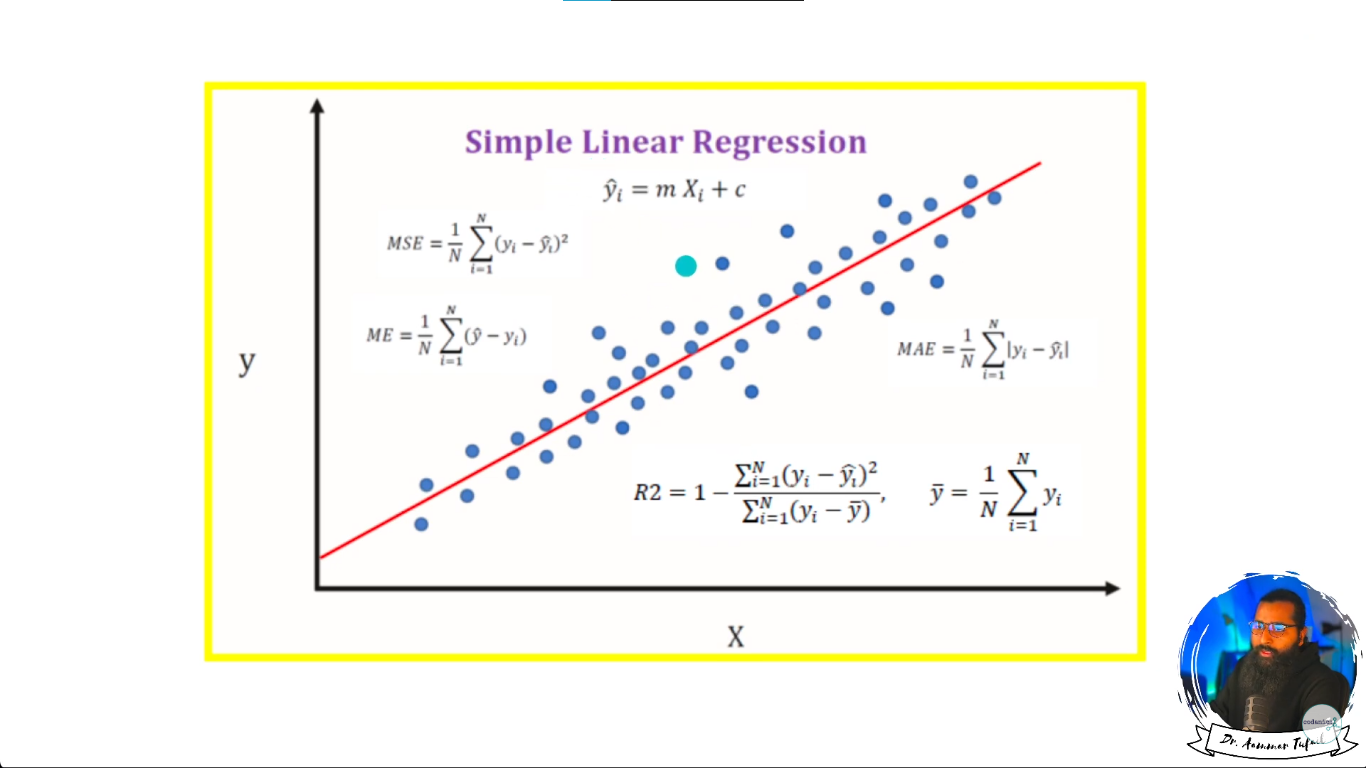 Simple Linear Regression
ŷᵢ = m Xᵢ + c
MSE = 1/N ∑ᵢ₌₁ᴺ (yᵢ − ŷᵢ)²
ME = 1/N ∑ᵢ₌₁ᴺ (ŷ − yᵢ)
y
MAE = 1/N ∑ᵢ₌₁ᴺ |yᵢ − ŷᵢ|
R2 = 1 − ∑ᵢ₌₁ᴺ(yᵢ − ŷᵢ)² / ∑ᵢ₌₁ᴺ(yᵢ − ȳ), ȳ = 1/N ∑ᵢ₌₁ᴺ yᵢ
X
Dr. Aammar Tufail